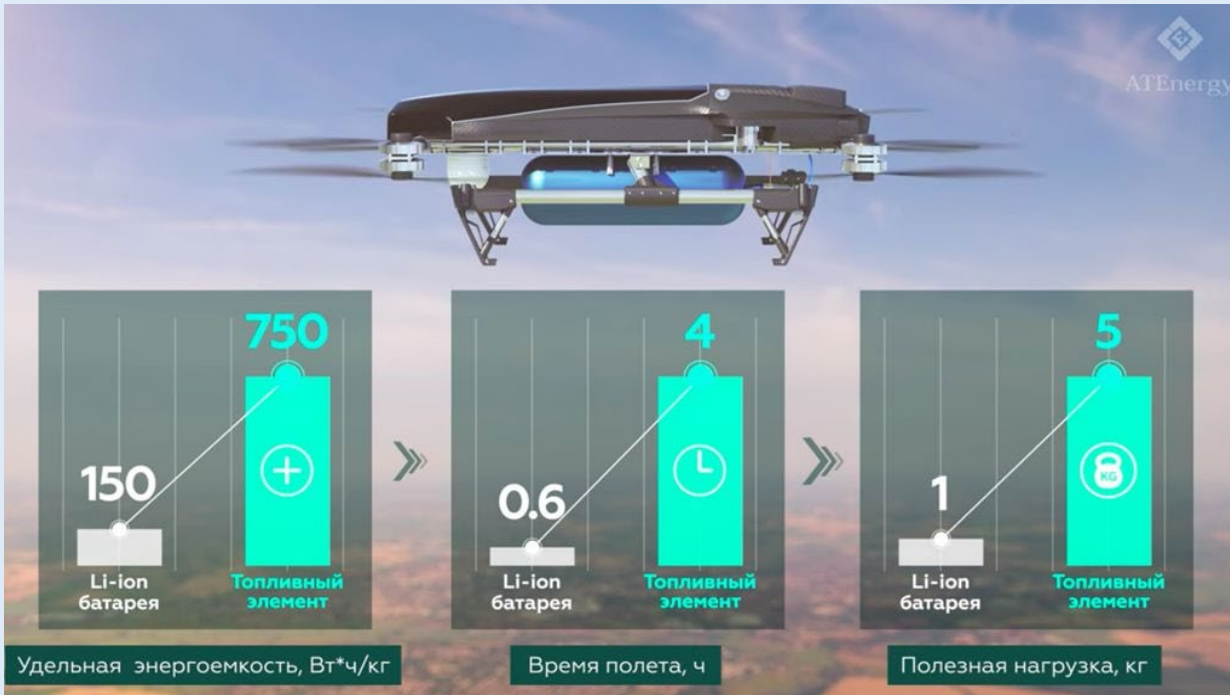 ATEnergy
750
150
Li-ion
батарея
Топливный
элемент
Удельная энергоемкость, Вт*ч/кг
4
0.6
Li-ion
батарея
Топливный
элемент
Время полета, ч
5
1
KG
Li-ion
батарея
Топливный
элемент
Полезная нагрузка, кг